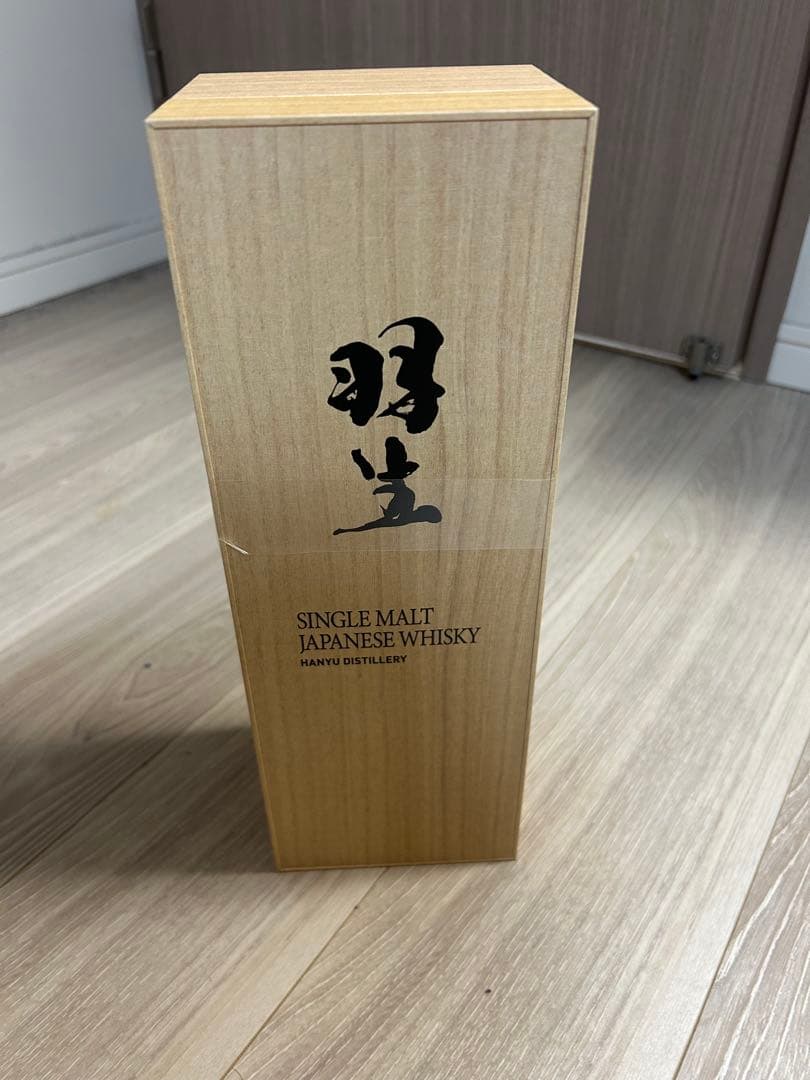 羽生
SINGLE MALT
JAPANESE WHISKY
HANYU DISTILLERY